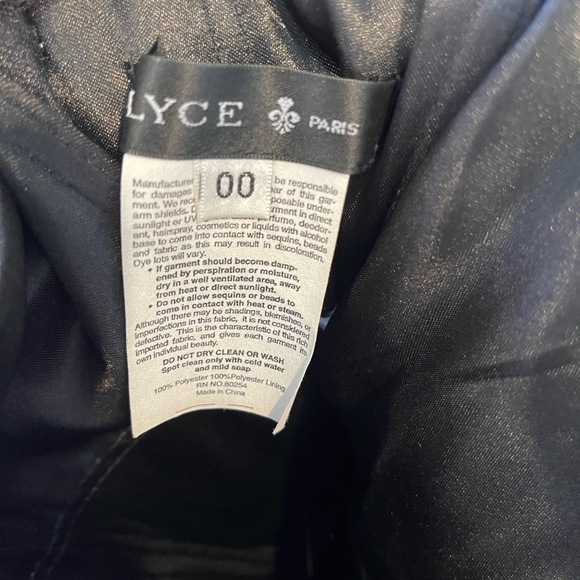 LYCE PARIS
00
Manufacturer be responsible
for damages ear of this gar-
ment. We rec posable under-
arm shields. D rment in direct
sunlight or UV fume, deodor-
ant, hairspray, cosmetics or liquids with alcohol
base to come into contact with sequins, beads
and fabric as this may result in discoloration.
Dye lots will vary.
• If garment should become damp-
ened by perspiration or moisture,
dry in a well ventilated area, away
from heat or direct sunlight.
• Do not allow sequins or beads to
come in contact with heat or steam.
Although there may be shadings, blemishes, or
imperfections in this fabric, it is not considered
defective. This is the characteristic of this rich
imported fabric, and gives each garment its
own individual beauty.
DO NOT DRY CLEAN OR WASH
Spot clean only with cold water
and mild soap
100% Polyester 100%Polyester Lining
RN NO.80254
Made in China